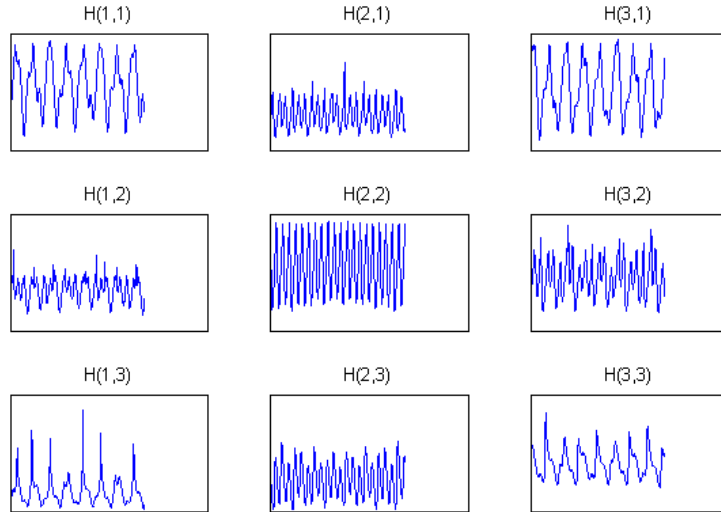 H(1,1) H(2,1) H(3,1)
H(1,2) H(2,2) H(3,2)
H(1,3) H(2,3) H(3,3)